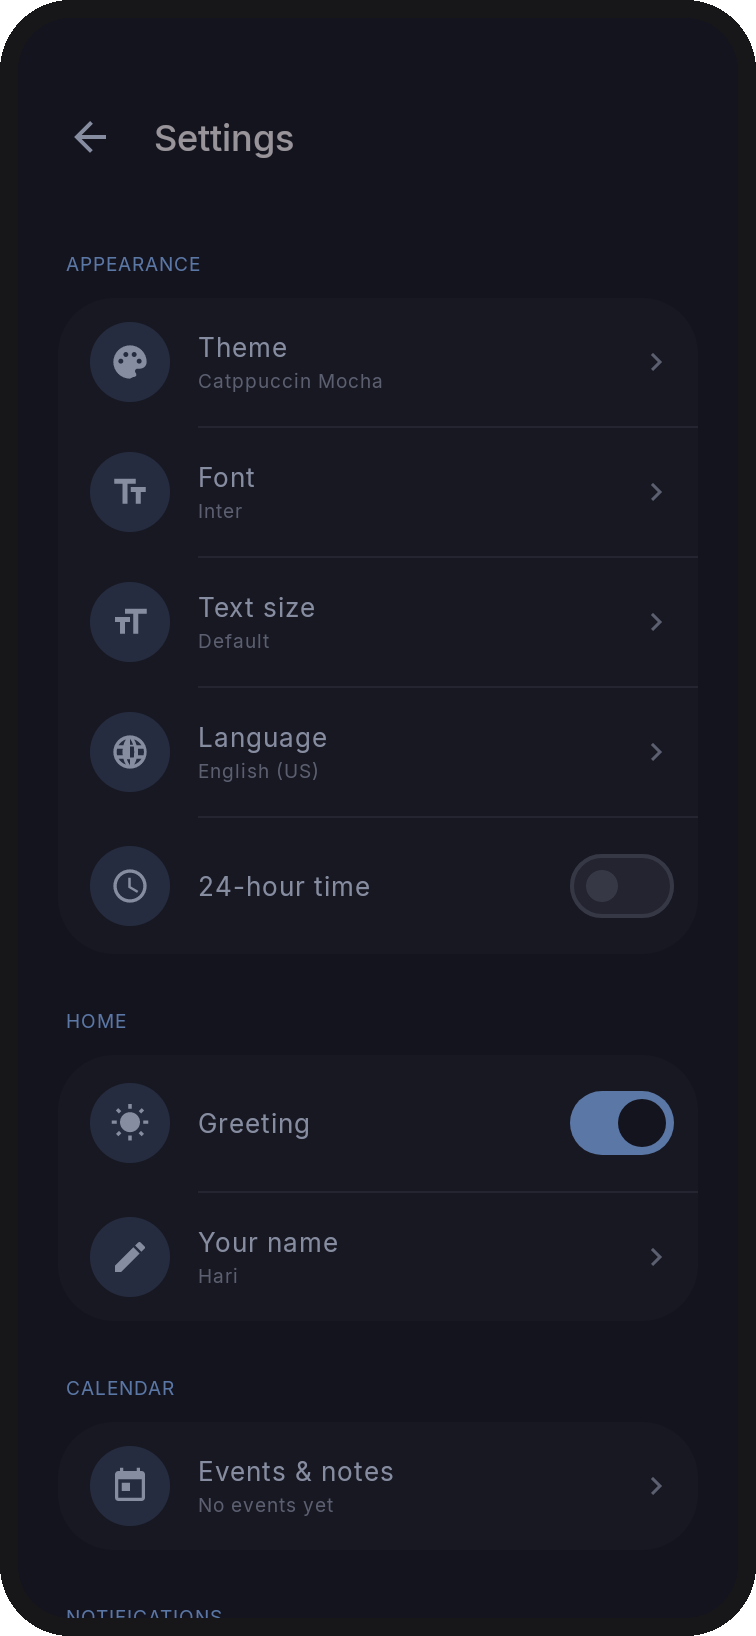 Settings
APPEARANCE
Theme
Catppuccin Mocha
Font
Inter
Text size
Default
Language
English (US)
24-hour time
HOME
Greeting
Your name
Hari
CALENDAR
Events & notes
No events yet
NOTIFICATIONS